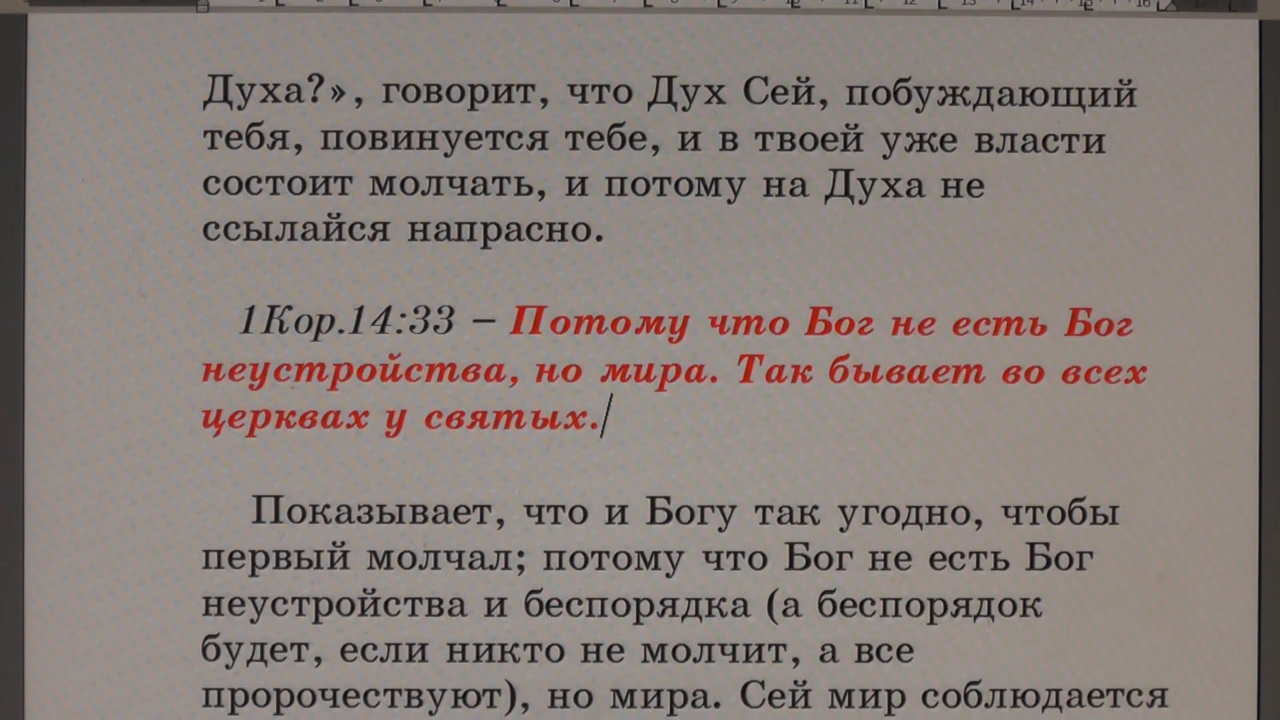 Духа?», говорит, что Дух Сей, побуждающий
тебя, повинуется тебе, и в твоей уже власти
состоит молчать, и потому на Духа не
ссылайся напрасно.
1Кор.14:33 – Потому что Бог не есть Бог
неустройства, но мира. Так бывает во всех
церквах у святых.
Показывает, что и Богу так угодно, чтобы
первый молчал; потому что Бог не есть Бог
неустройства и беспорядка (а беспорядок
будет, если никто не молчит, а все
пророчествуют), но мира. Сей мир соблюдается